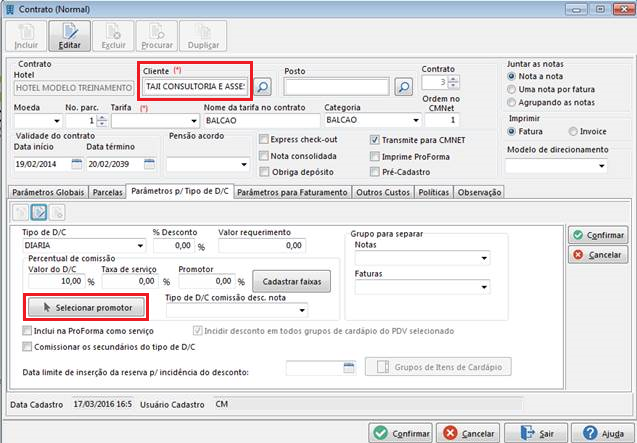 Contrato (Normal)
Incluir Editar Excluir Procurar Duplicar
Contrato
Hotel Cliente (*) Posto Contrato
HOTEL MODELO TREINAMENTO TAJI CONSULTORIA E ASSE 3
Moeda No. parc. Tarifa (*) Nome da tarifa no contrato Categoria Ordem no CMNet
1 BALCAO BALCAO 1
Juntar as notas
Nota a nota
Uma nota por fatura
Agrupando as notas
Imprimir
Fatura Invoice
Modelo de direcionamento
Validade do contrato
Data início Data término
19/02/2014 20/02/2039
Pensão acordo
Express check-out Transmite para CMNET
Nota consolidada Imprime ProForma
Obriga depósito Pré-Cadastro
Parâmetros Globais Parcelas Parâmetros p/ Tipo de D/C Parâmetros para Faturamento Outros Custos Políticas Observação
Tipo de D/C % Desconto Valor requerimento
DIARIA 0,00 % 0,00
Percentual de comissão
Valor do D/C Taxa de serviço Promotor
10,00 % 0,00 % 0,00 % Cadastrar faixas
Selecionar promotor
Tipo de D/C comissão desc. nota
Grupo para separar
Notas
Faturas
Inclui na ProForma como serviço Incidir desconto em todos grupos de cardápio do PDV selecionado
Comissionar os secundários do tipo de D/C
Data limite de inserção da reserva p/ incidência do desconto: Grupos de Itens de Cardápio
Confirmar
Cancelar
Data Cadastro 17/03/2016 16:5 Usuário Cadastro CM
Confirmar Cancelar Sair Ajuda